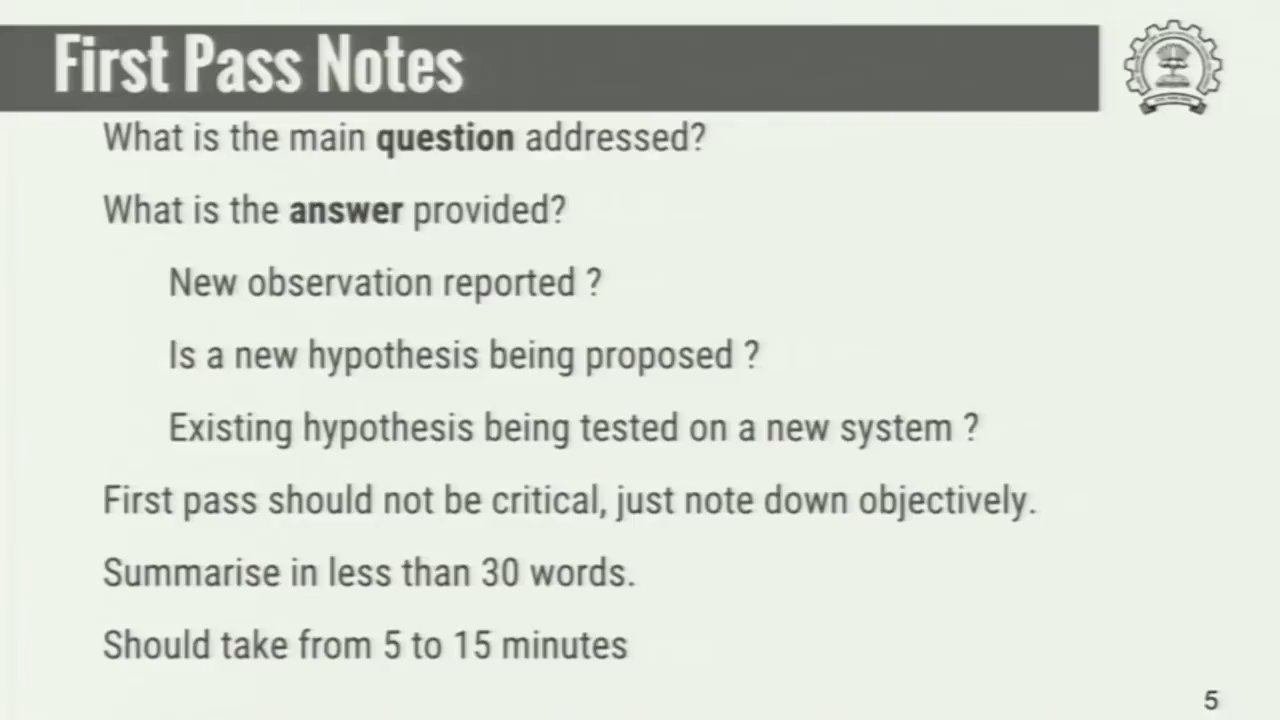 First Pass Notes
What is the main question addressed?
What is the answer provided?
New observation reported ?
Is a new hypothesis being proposed ?
Existing hypothesis being tested on a new system ?
First pass should not be critical, just note down objectively.
Summarise in less than 30 words.
Should take from 5 to 15 minutes
5